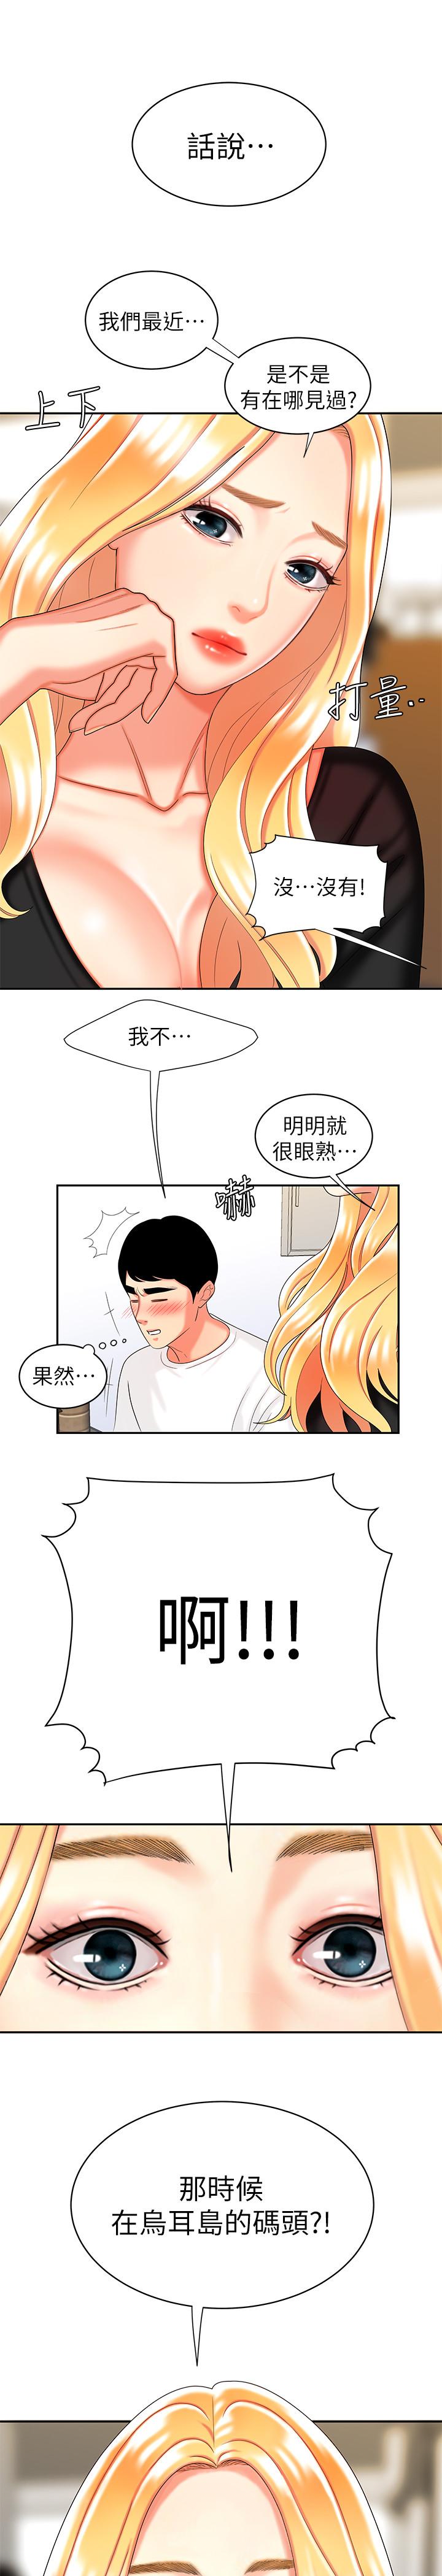 話說⋯
我們最近⋯
是不是
有在哪見過?
上下
打量⋯
沒⋯沒有!
我不⋯
明明就
很眼熟⋯
嚇
果然⋯
啊!!!
那時候
在烏耳島的碼頭?!